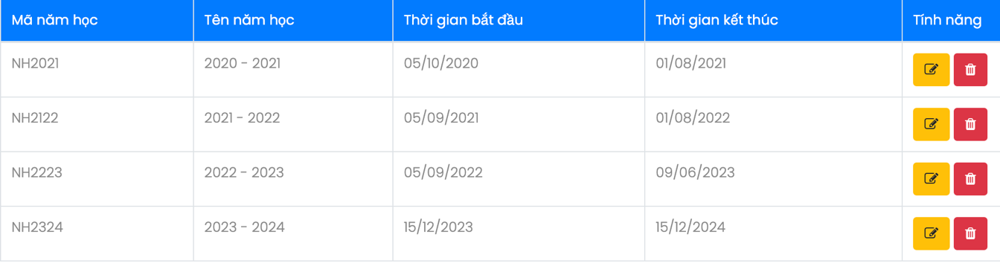 Mã năm học Tên năm học Thời gian bắt đầu Thời gian kết thúc Tính năng
NH2021 2020 - 2021 05/10/2020 01/08/2021
NH2122 2021 - 2022 05/09/2021 01/08/2022
NH2223 2022 - 2023 05/09/2022 09/06/2023
NH2324 2023 - 2024 15/12/2023 15/12/2024